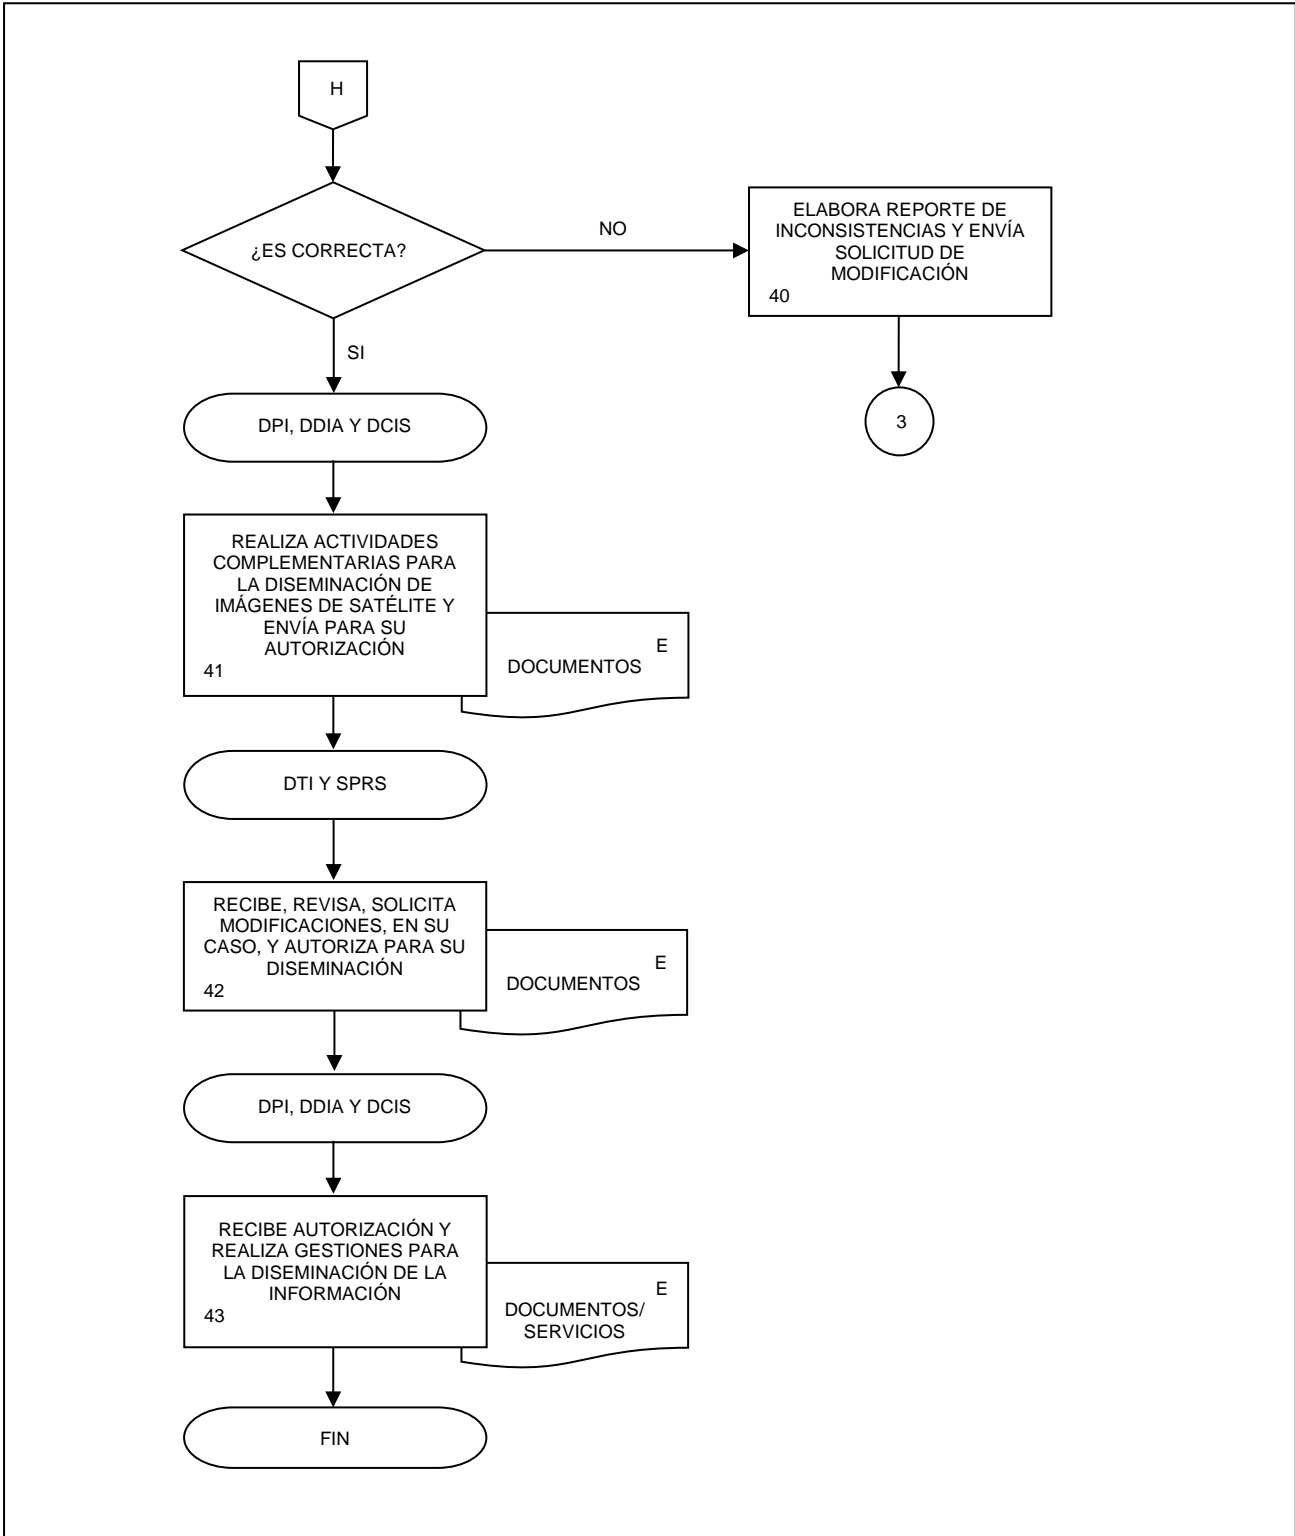 H
¿ES CORRECTA?
NO
ELABORA REPORTE DE
INCONSISTENCIAS Y ENVÍA
SOLICITUD DE
MODIFICACIÓN
40
SI
3
DPI, DDIA Y DCIS
REALIZA ACTIVIDADES
COMPLEMENTARIAS PARA
LA DISEMINACIÓN DE
IMÁGENES DE SATÉLITE Y
ENVÍA PARA SU
AUTORIZACIÓN
41
E
DOCUMENTOS
DTI Y SPRS
RECIBE, REVISA, SOLICITA
MODIFICACIONES, EN SU
CASO, Y AUTORIZA PARA SU
DISEMINACIÓN
42
E
DOCUMENTOS
DPI, DDIA Y DCIS
RECIBE AUTORIZACIÓN Y
REALIZA GESTIONES PARA
LA DISEMINACIÓN DE LA
INFORMACIÓN
43
E
DOCUMENTOS/
SERVICIOS
FIN